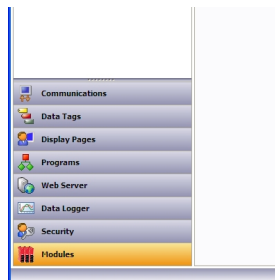 Communications
Data Tags
Display Pages
Programs
Web Server
Data Logger
Security
Modules